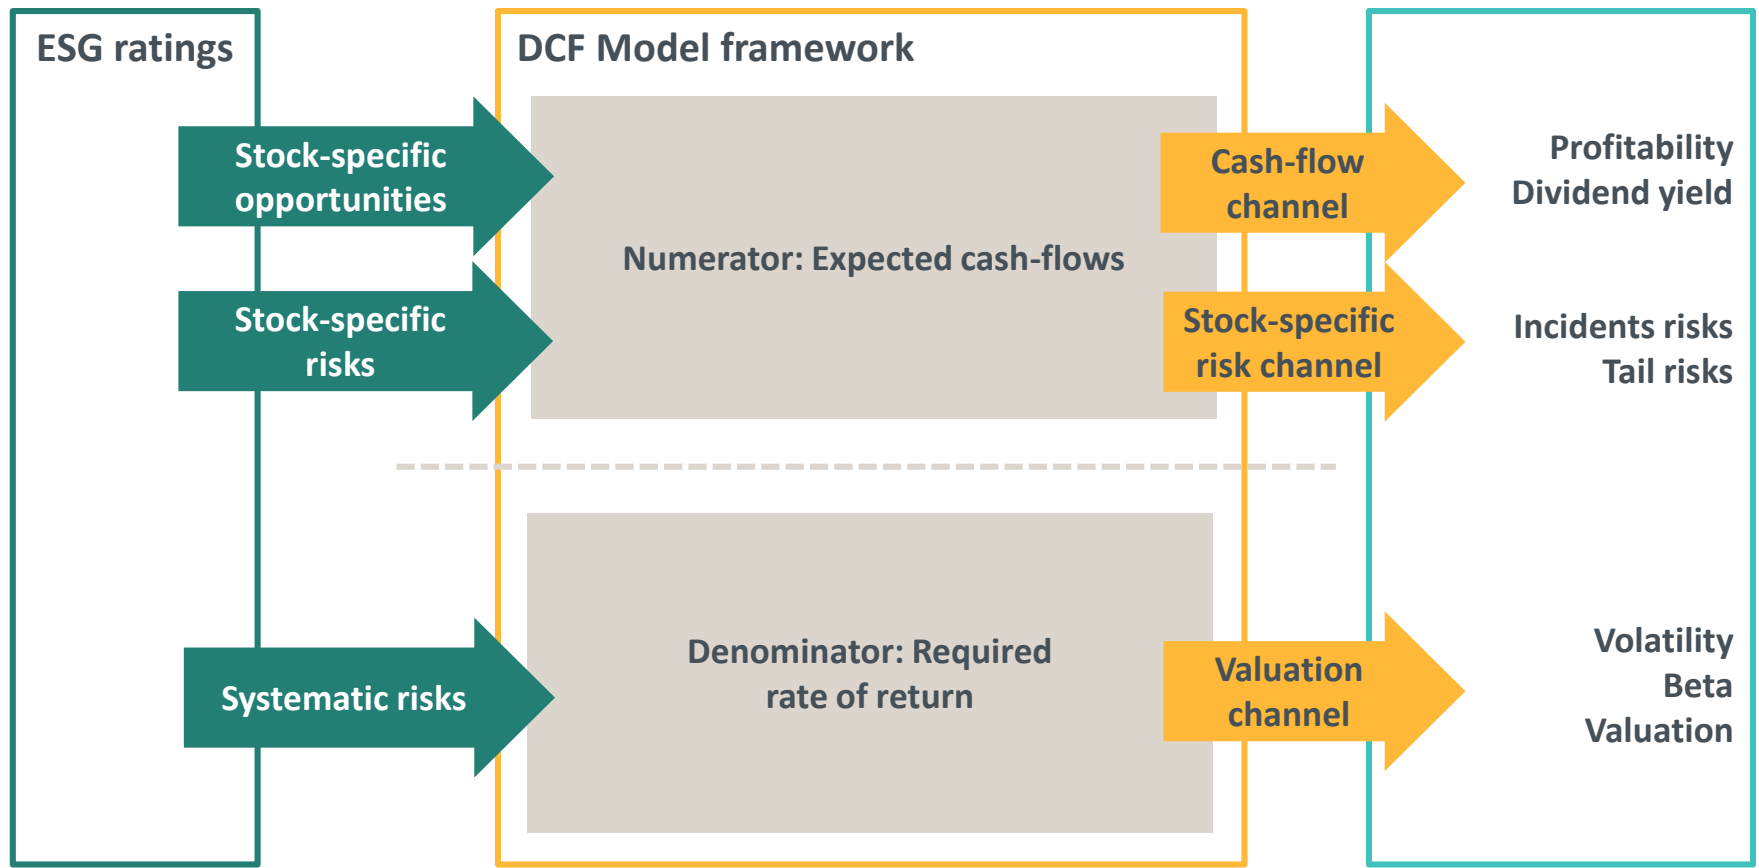 ESG ratings
DCF Model framework
Stock-specific
opportunities
Stock-specific
risks
Systematic risks
Numerator: Expected cash-flows
Denominator: Required
rate of return
Cash-flow
channel
Stock-specific
risk channel
Valuation
channel
Profitability
Dividend yield
Incidents risks
Tail risks
Volatility
Beta
Valuation